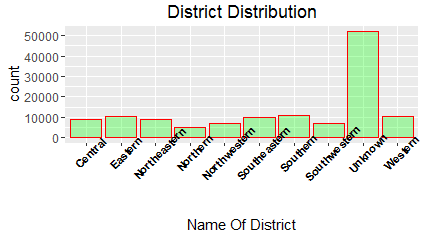 District Distribution
count
50000
40000
30000
20000
10000
0
Central
Eastern
Northeastern
Northern
Northwestern
Southeastern
Southern
Southwestern
Unknown
Western
Name Of District